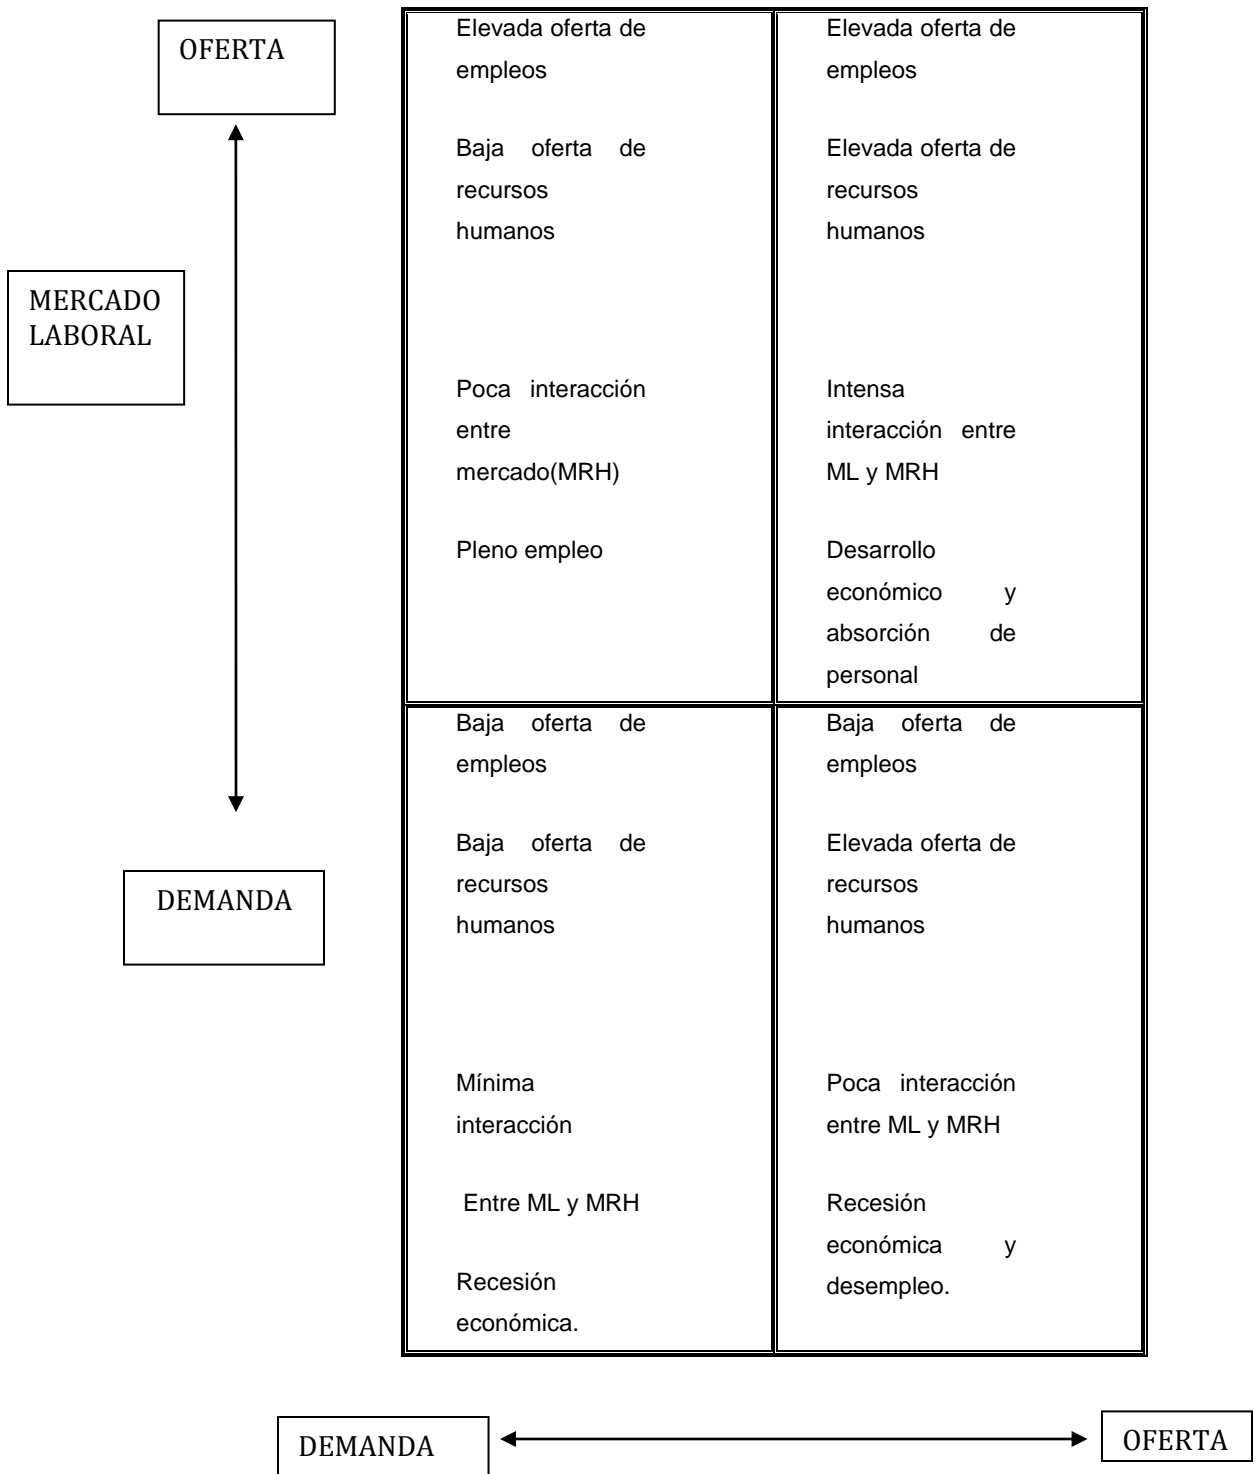 OFERTA
MERCADO
LABORAL
DEMANDA
Elevada oferta de
empleos
Baja oferta de
recursos
humanos
Poca interacción
entre
mercado(MRH)
Pleno empleo
Elevada oferta de
empleos
Elevada oferta de
recursos
humanos
Intensa
interacción entre
ML y MRH
Desarrollo
económico y
absorción de
personal
Baja oferta de
empleos
Baja oferta de
recursos
humanos
Mínima
interacción
Entre ML y MRH
Recesión
económica.
Baja oferta de
empleos
Elevada oferta de
recursos
humanos
Poca interacción
entre ML y MRH
Recesión
económica y
desempleo.
DEMANDA
OFERTA